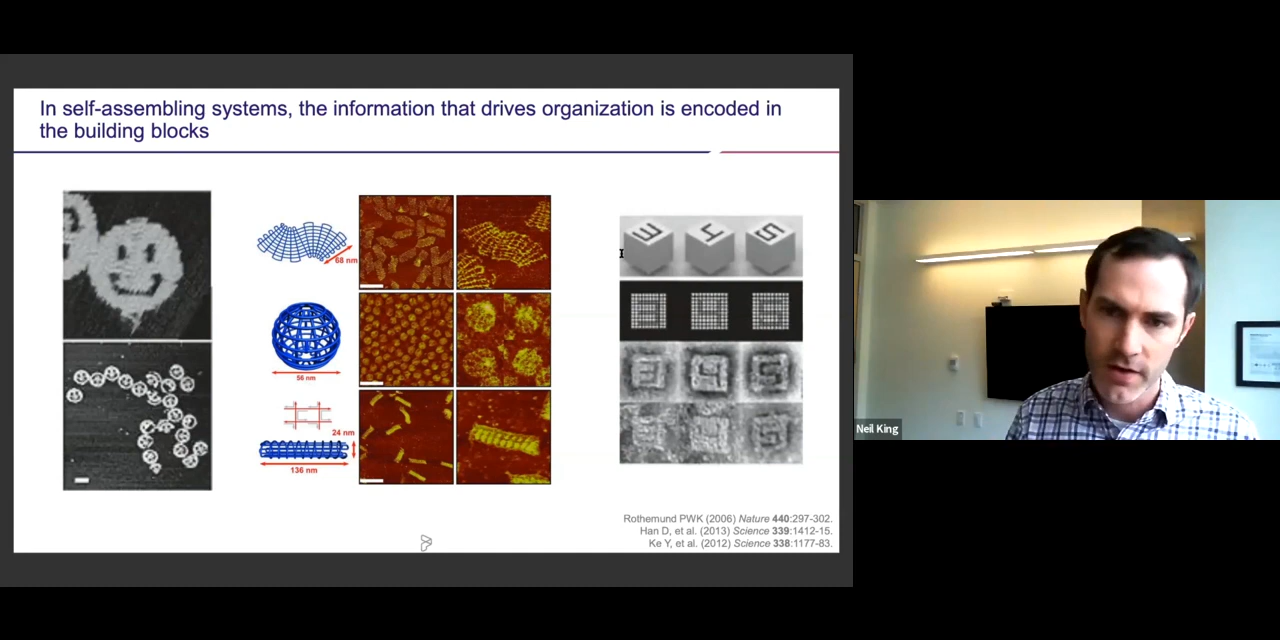 In self-assembling systems, the information that drives organization is encoded in
the building blocks
68 nm
56 nm
24 nm
136 nm
Rothemund PWK (2006) Nature 440:297-302.
Han D, et al. (2013) Science 339:1412-15.
Ke Y, et al. (2012) Science 338:1177-83.
Neil King